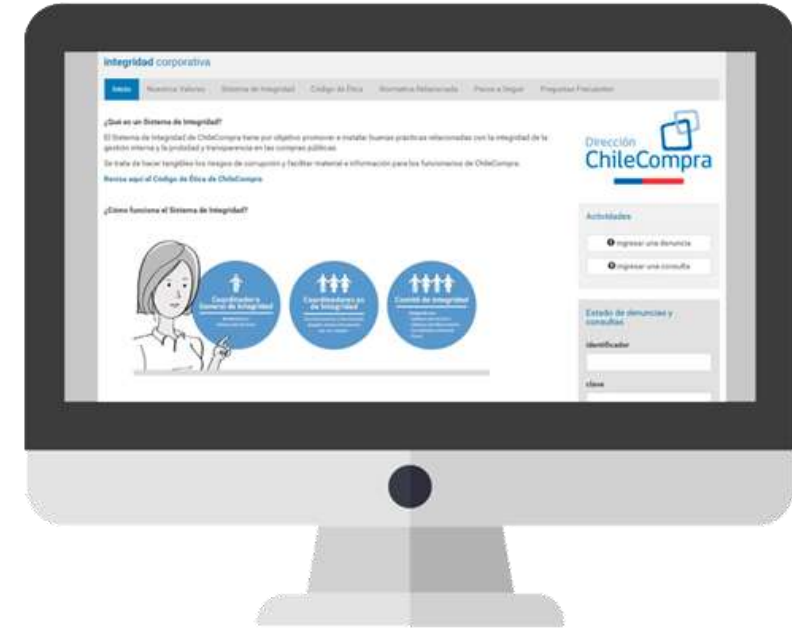 integridad corporativa
Inicio Nuestros Valores Sistema de Integridad Código de Ética Normativa Relacionada Pasos a Seguir Preguntas Frecuentes
¿Qué es un Sistema de Integridad?
El Sistema de Integridad de ChileCompra tiene por objetivo promover e instalar buenas prácticas relacionadas con la integridad de la
gestión interna y la probidad y transparencia en las compras públicas.
Se trata de hacer tangibles los riesgos de corrupción y facilitar material e información para los funcionarios de ChileCompra.
Revisa aquí el Código de Ética de ChileCompra
¿Cómo funciona el Sistema de Integridad?
Coordinador/a
General de Integridad
Coordinadores/as
de Integridad
Comité de Integridad
Dirección
ChileCompra
Actividades
Ingresar una denuncia
Ingresar una consulta
Estado de denuncias y
consultas
identificador
clave